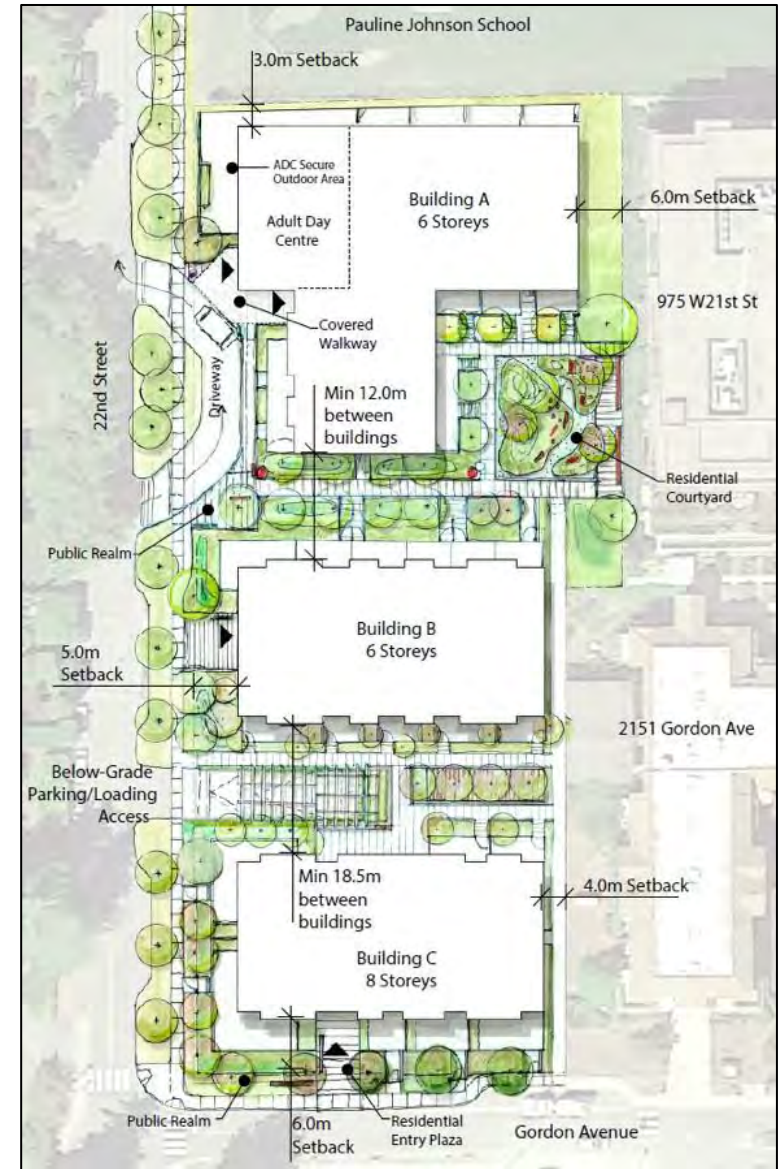 Pauline Johnson School
3.0m Setback
ADC Secure
Outdoor Area
Building A
6 Storeys
Adult Day
Centre
6.0m Setback
975 W21st St
Covered
Walkway
22nd Street
Driveway
Min 12.0m
between
buildings
Residential
Courtyard
Public Realm
Building B
6 Storeys
5.0m
Setback
2151 Gordon Ave
Below-Grade
Parking/Loading
Access
Min 18.5m
between
buildings
4.0m Setback
Building C
8 Storeys
Public Realm
6.0m
Setback
Residential
Entry Plaza
Gordon Avenue